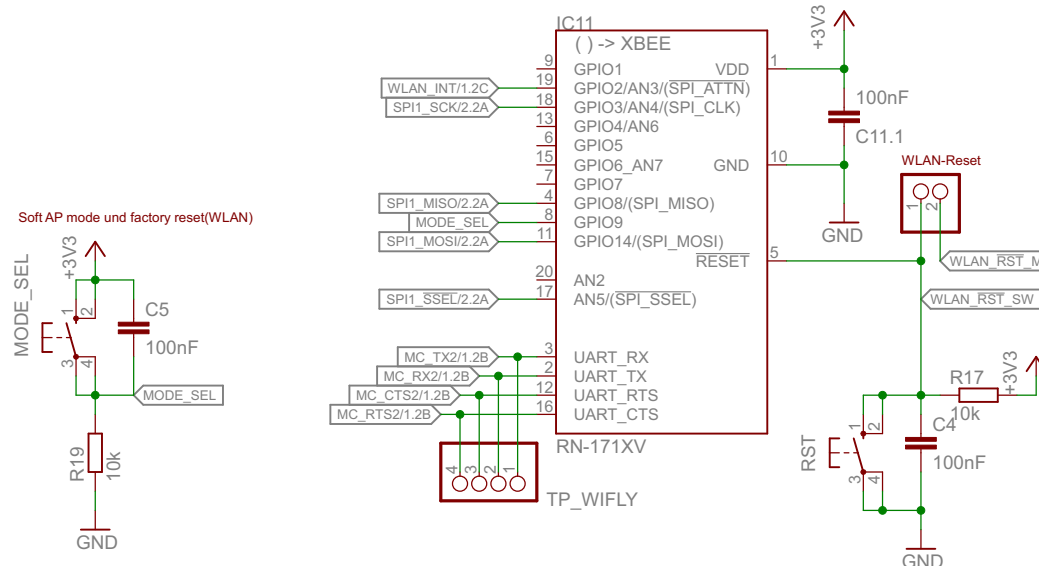 IC11
( ) -> XBEE
9 GPIO1 VDD 1
WLAN_INT/1.2C 19 GPIO2/AN3/(SPI_ATTN)
SPI1_SCK/2.2A 18 GPIO3/AN4/(SPI_CLK)
13 GPIO4/AN6
6 GPIO5
15 GPIO6_AN7 GND 10
7 GPIO7
SPI1_MISO/2.2A 4 GPIO8/(SPI_MISO)
MODE_SEL 8 GPIO9
SPI1_MOSI/2.2A 11 GPIO14/(SPI_MOSI)
RESET 5
20 AN2
SPI1_SSEL/2.2A 17 AN5/(SPI_SSEL)
MC_TX2/1.2B 3 UART_RX
MC_RX2/1.2B 2 UART_TX
MC_CTS2/1.2B 12 UART_RTS
MC_RTS2/1.2B 16 UART_CTS
RN-171XV
4 3 2 1
TP_WIFLY
+3V3
100nF
C11.1
GND
WLAN-Reset
1 2
WLAN_RST_M
WLAN_RST_SW
R17
10k
+3V3
C4
100nF
RST
1 2
3 4
GND
Soft AP mode und factory reset(WLAN)
+3V3
MODE_SEL
1 2
3 4
C5
100nF
MODE_SEL
R19
10k
GND